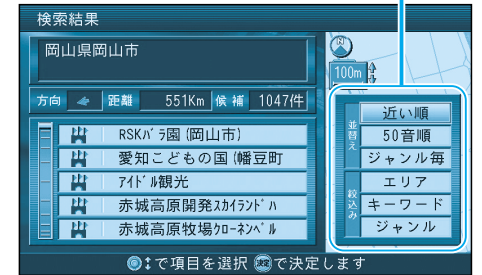 検索結果
岡山県岡山市
N
100m
方向 距離 551Km 候補 1047件
RSKバラ園 (岡山市)
愛知こどもの国 (幡豆町
アイドル観光
赤城高原開発スカイランドハ
赤城高原牧場クローネンベル
並替え
近い順
50音順
ジャンル毎
絞込み
エリア
キーワード
ジャンル
で項目を選択 決定 で決定します